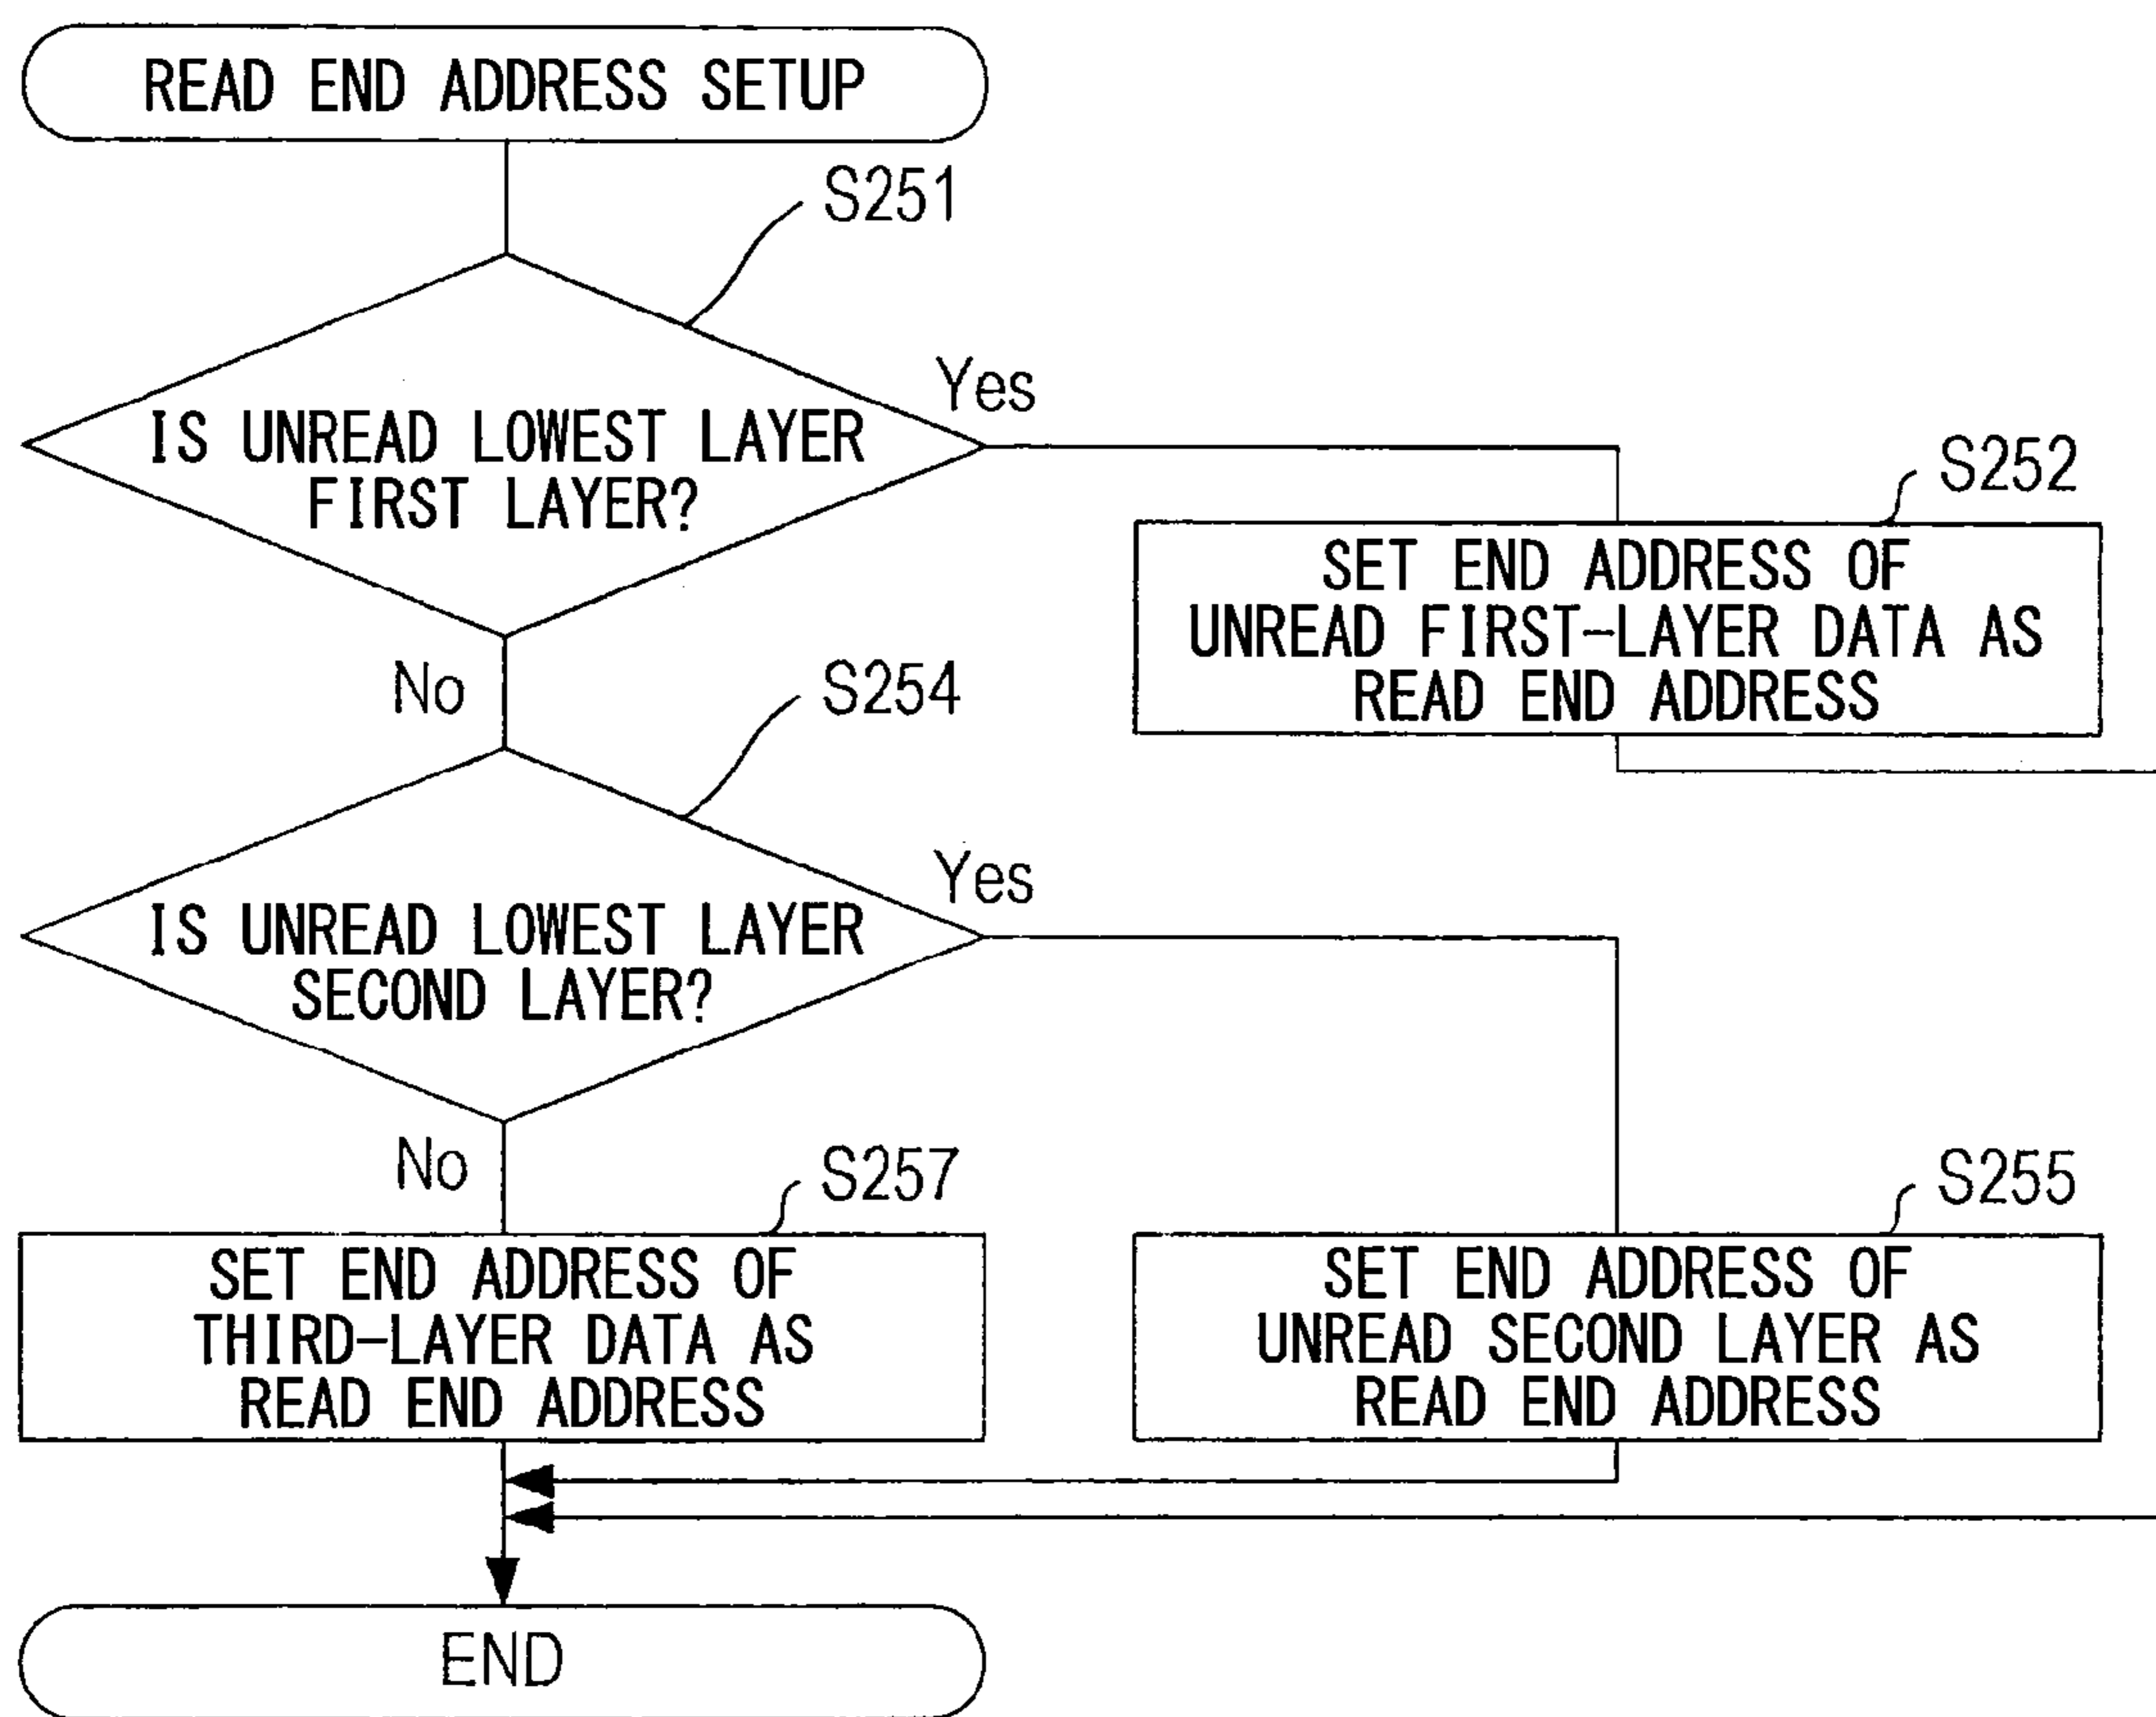 READ END ADDRESS SETUP
S251
IS UNREAD LOWEST LAYER
FIRST LAYER?
Yes
No
S252
SET END ADDRESS OF
UNREAD FIRST-LAYER DATA AS
READ END ADDRESS
S254
IS UNREAD LOWEST LAYER
SECOND LAYER?
Yes
No
S257
SET END ADDRESS OF
THIRD-LAYER DATA AS
READ END ADDRESS
S255
SET END ADDRESS OF
UNREAD SECOND LAYER AS
READ END ADDRESS
END